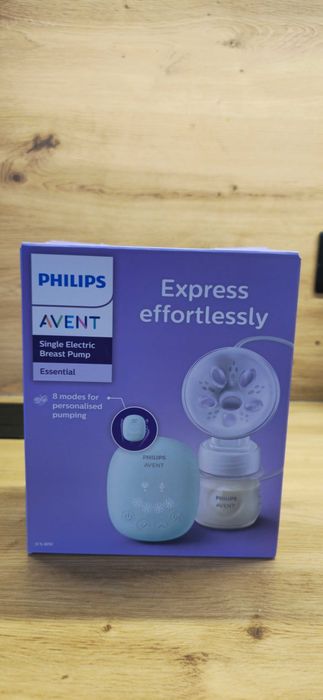 PHILIPS
AVENT
Single Electric
Breast Pump
Essential
8 modes for
personalised
pumping
Express
effortlessly
PHILIPS
AVENT
PHILIPS
AVENT